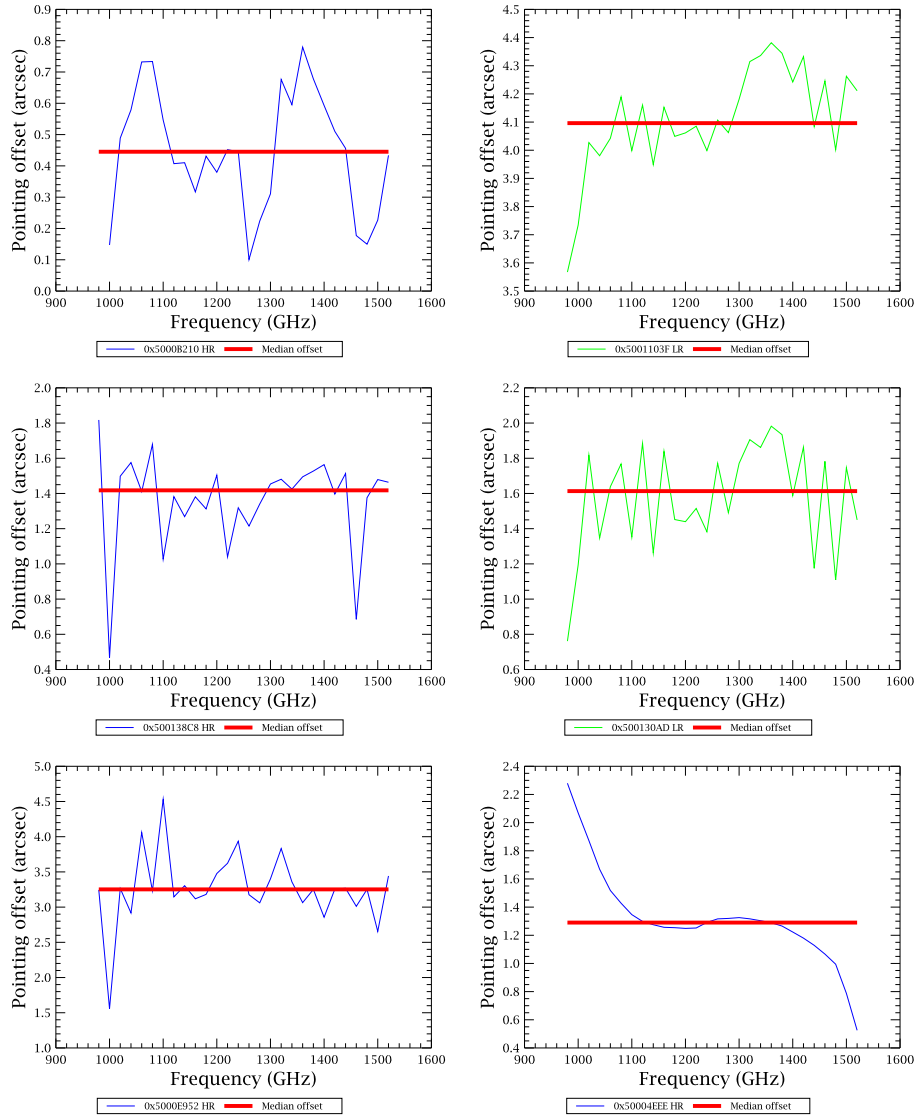 Pointing offset (arcsec)
0.9
0.8
0.7
0.6
0.5
0.4
0.3
0.2
0.1
0.0
900 1000 1100 1200 1300 1400 1500 1600
Frequency (GHz)
0x5000B210 HR Median offset
Pointing offset (arcsec)
4.5
4.4
4.3
4.2
4.1
4.0
3.9
3.8
3.7
3.6
3.5
900 1000 1100 1200 1300 1400 1500 1600
Frequency (GHz)
0x5001103F LR Median offset
Pointing offset (arcsec)
2.0
1.8
1.6
1.4
1.2
1.0
0.8
0.6
0.4
900 1000 1100 1200 1300 1400 1500 1600
Frequency (GHz)
0x500138C8 HR Median offset
Pointing offset (arcsec)
2.2
2.0
1.8
1.6
1.4
1.2
1.0
0.8
0.6
900 1000 1100 1200 1300 1400 1500 1600
Frequency (GHz)
0x500130AD LR Median offset
Pointing offset (arcsec)
5.0
4.5
4.0
3.5
3.0
2.5
2.0
1.5
1.0
900 1000 1100 1200 1300 1400 1500 1600
Frequency (GHz)
0x5000E952 HR Median offset
Pointing offset (arcsec)
2.4
2.2
2.0
1.8
1.6
1.4
1.2
1.0
0.8
0.6
0.4
900 1000 1100 1200 1300 1400 1500 1600
Frequency (GHz)
0x50004EEE HR Median offset